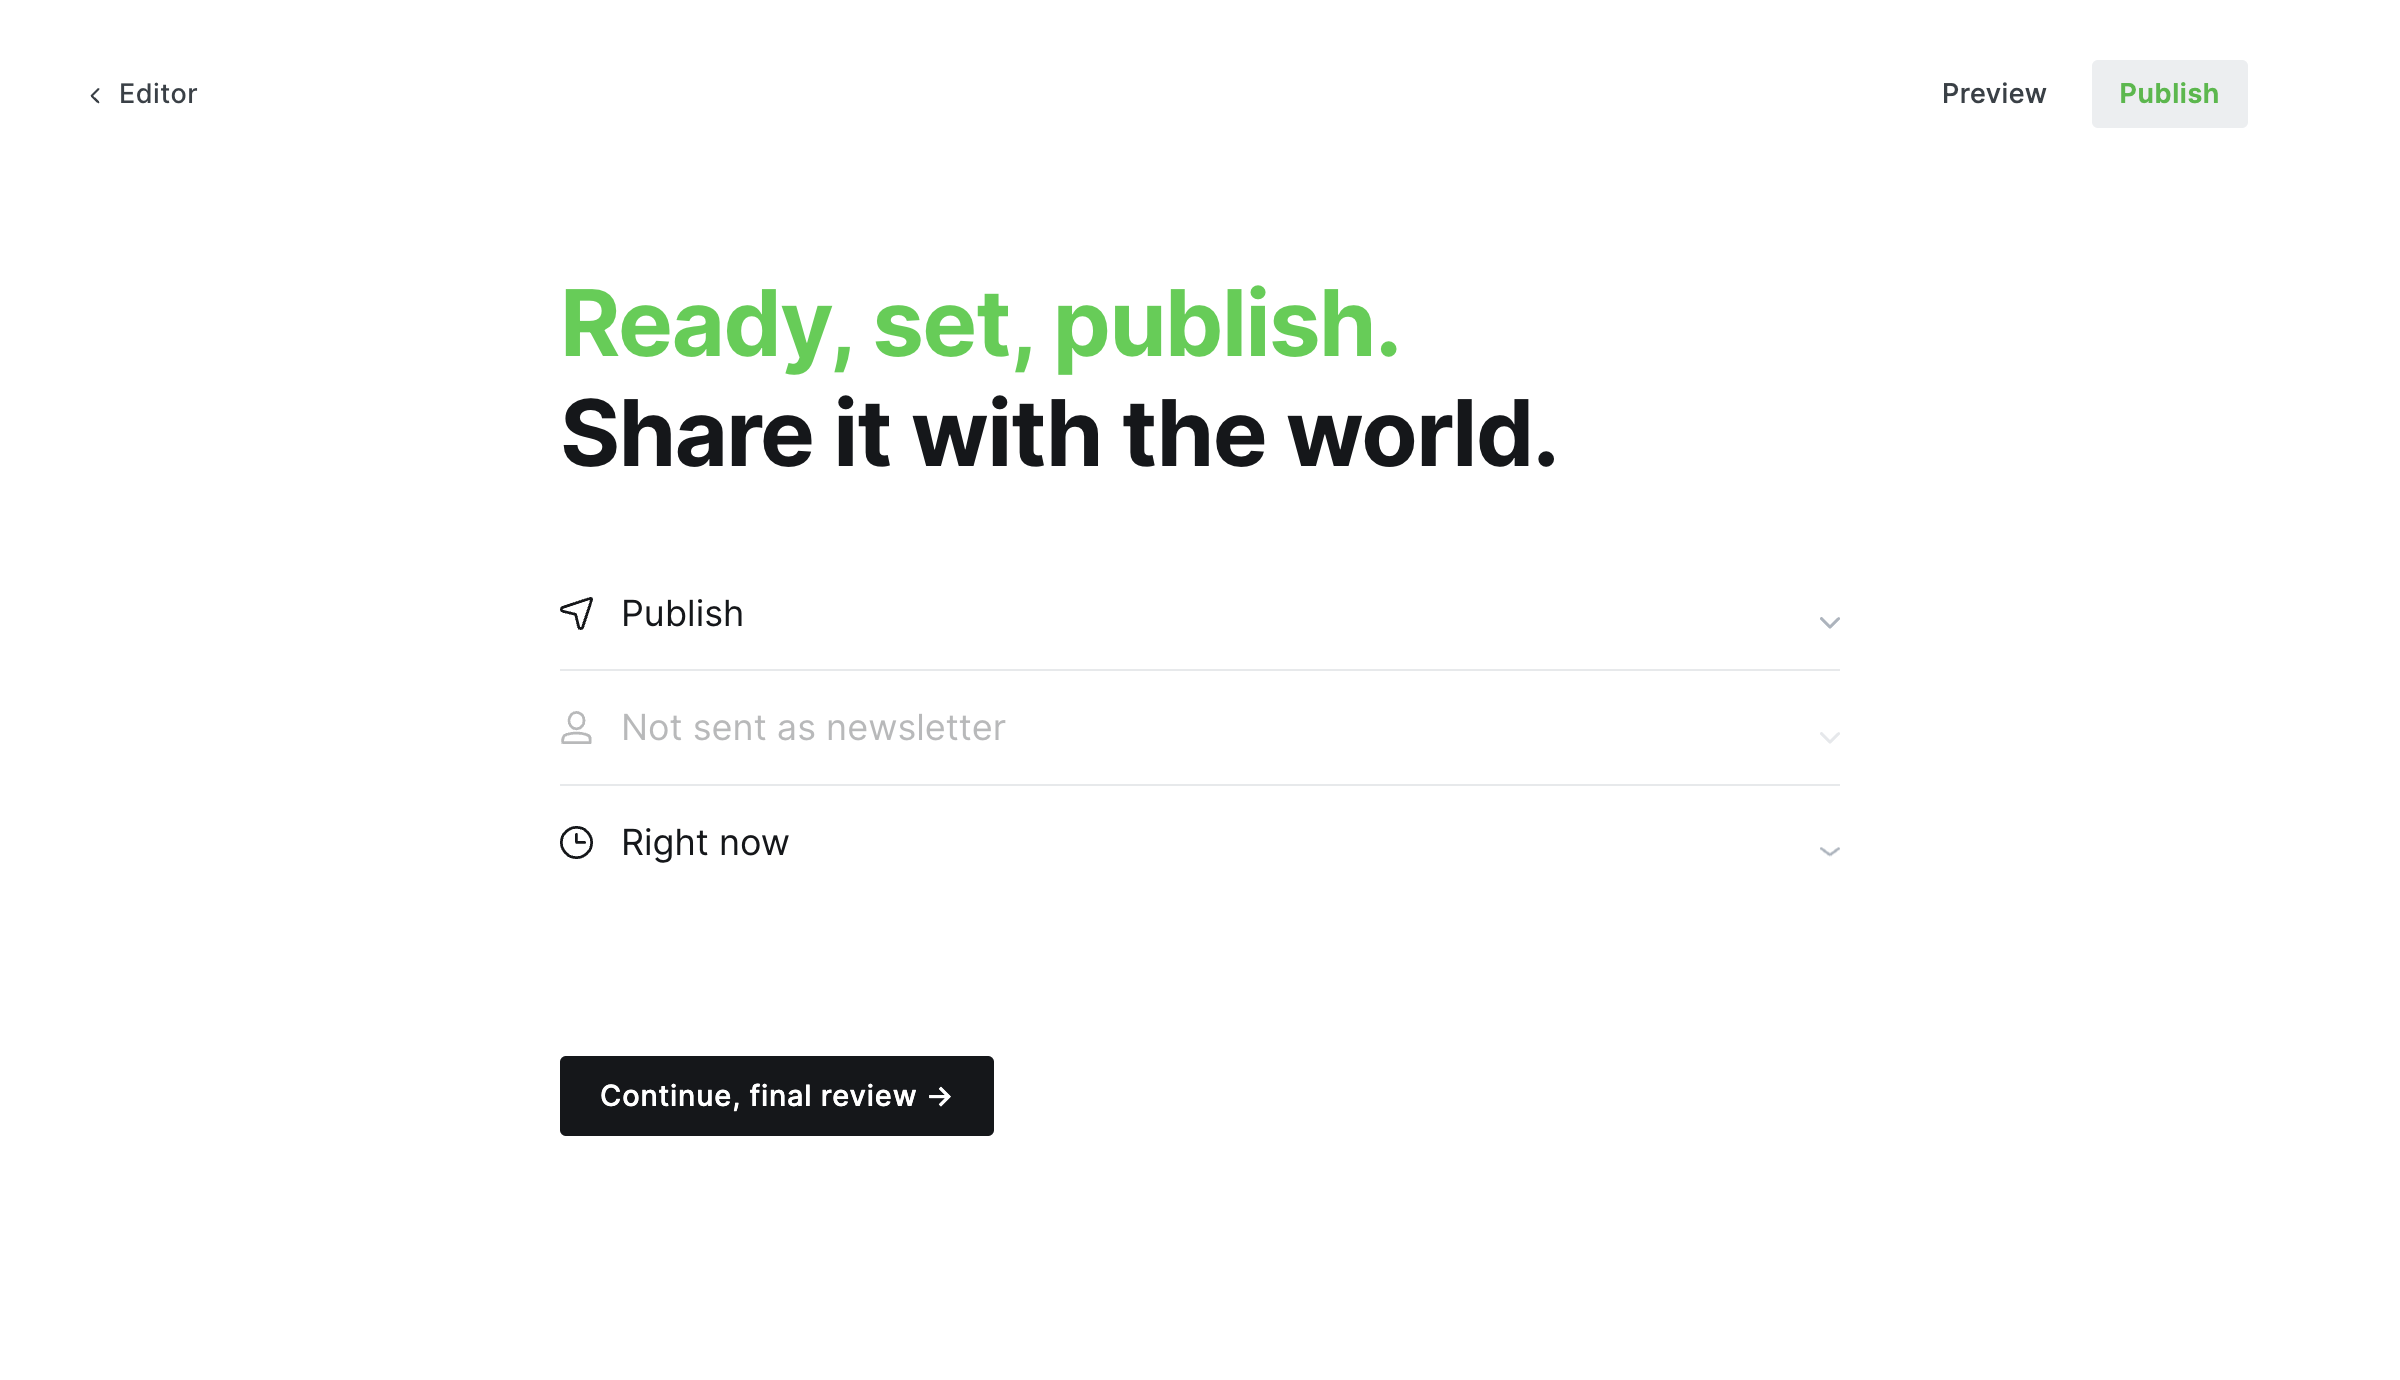 Editor
Preview
Publish
Ready, set, publish.
Share it with the world.
Publish
Not sent as newsletter
Right now
Continue, final review →